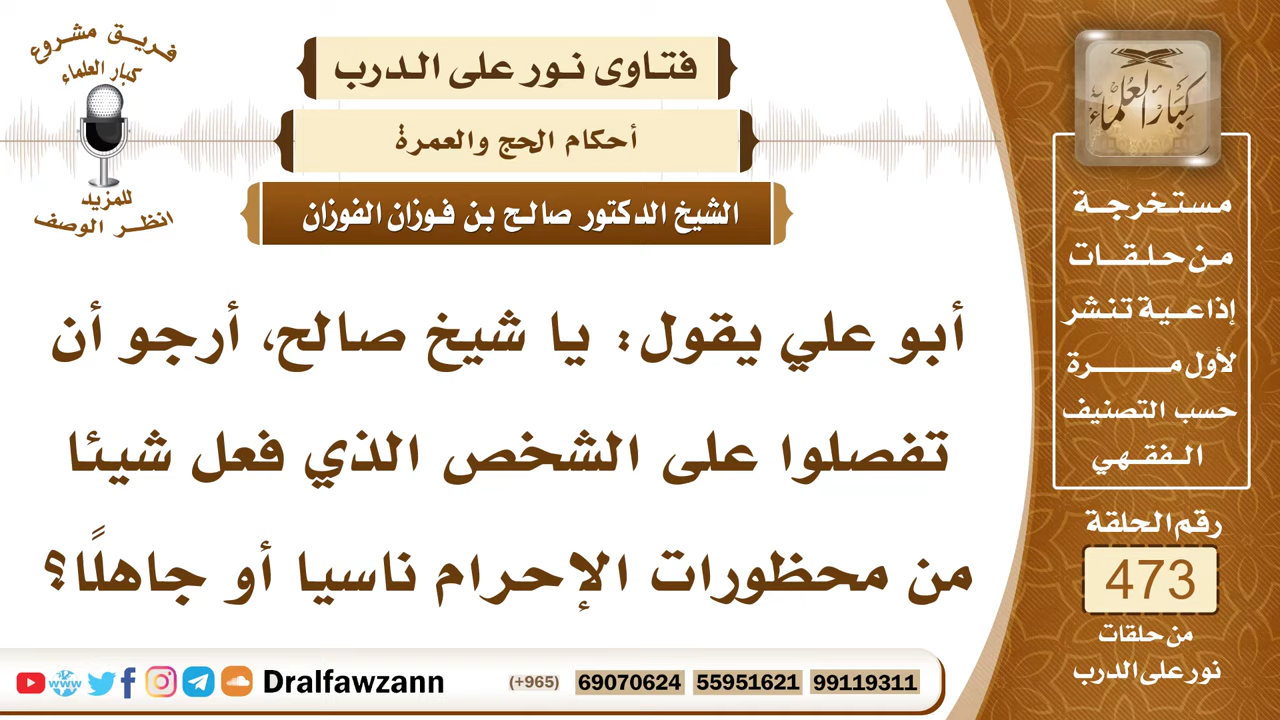 فريق مشروع
كبار العلماء
للمزيد
انظر الوصف
فتاوى نور على الدرب
أحكام الحج والعمرة
الشيخ الدكتور صالح بن فوزان الفوزان
أبو علي يقول: يا شيخ صالح، أرجو أن
تفصلوا على الشخص الذي فعل شيئا
من محظورات الإحرام ناسيا أو جاهلًا؟
كبار العلماء
مستخرجة
من حلقات
إذاعية تنشر
لأول مرة
حسب التصنيف
الفقهي
رقم الحلقة
473
من حلقات
نور على الدرب
www
Dralfawzann
(+965) 69070624 55951621 99119311